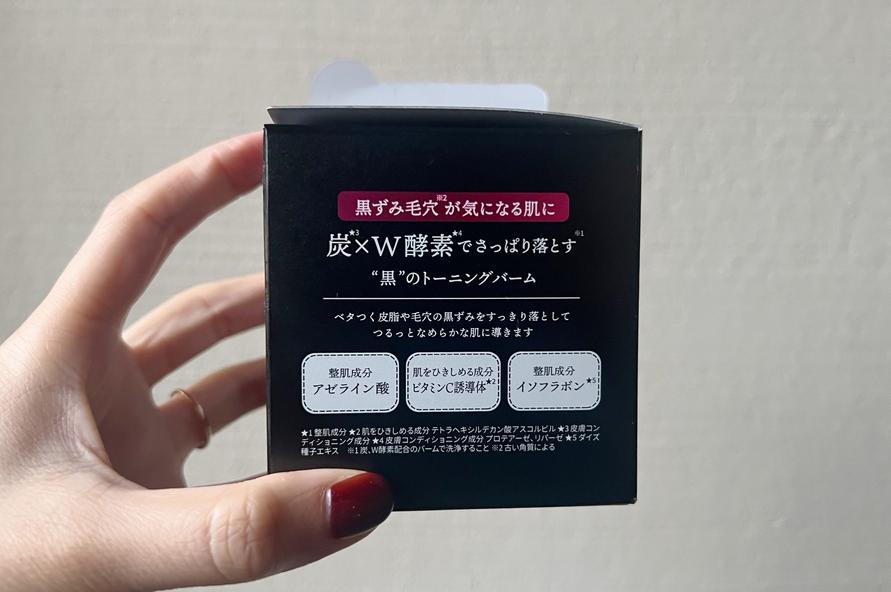 黒ずみ毛穴※2が気になる肌に
炭★3×W酵素★4でさっぱり落とす※1
“黒”のトーニングバーム
ベタつく皮脂や毛穴の黒ずみをすっきり落として
つるっとなめらかな肌に導きます
整肌成分
アゼライン酸
肌をひきしめる成分
ビタミンC誘導体★2
整肌成分
イソフラボン★5
★1 整肌成分 ★2 肌をひきしめる成分 テトラヘキシルデカン酸アスコルビル ★3 皮膚コン
ディショニング成分 ★4 皮膚コンディショニング成分 プロテアーゼ、リパーゼ ★5 ダイズ
種子エキス ※1 炭、W酵素配合のバームで洗浄すること ※2 古い角質による